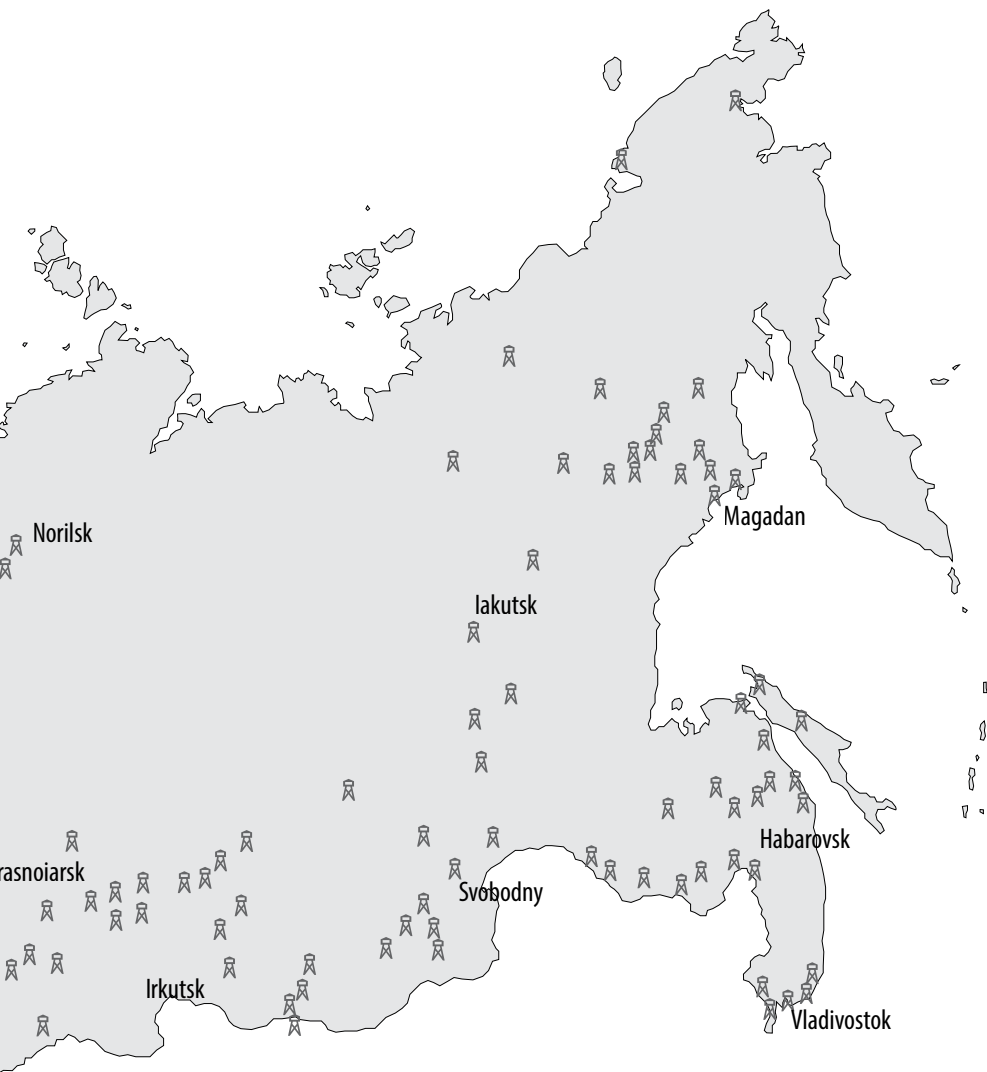 Magadan
Norilsk
Iakutsk
Habarovsk
rasnoiarsk
Svobodny
Irkutsk
Vladivostok